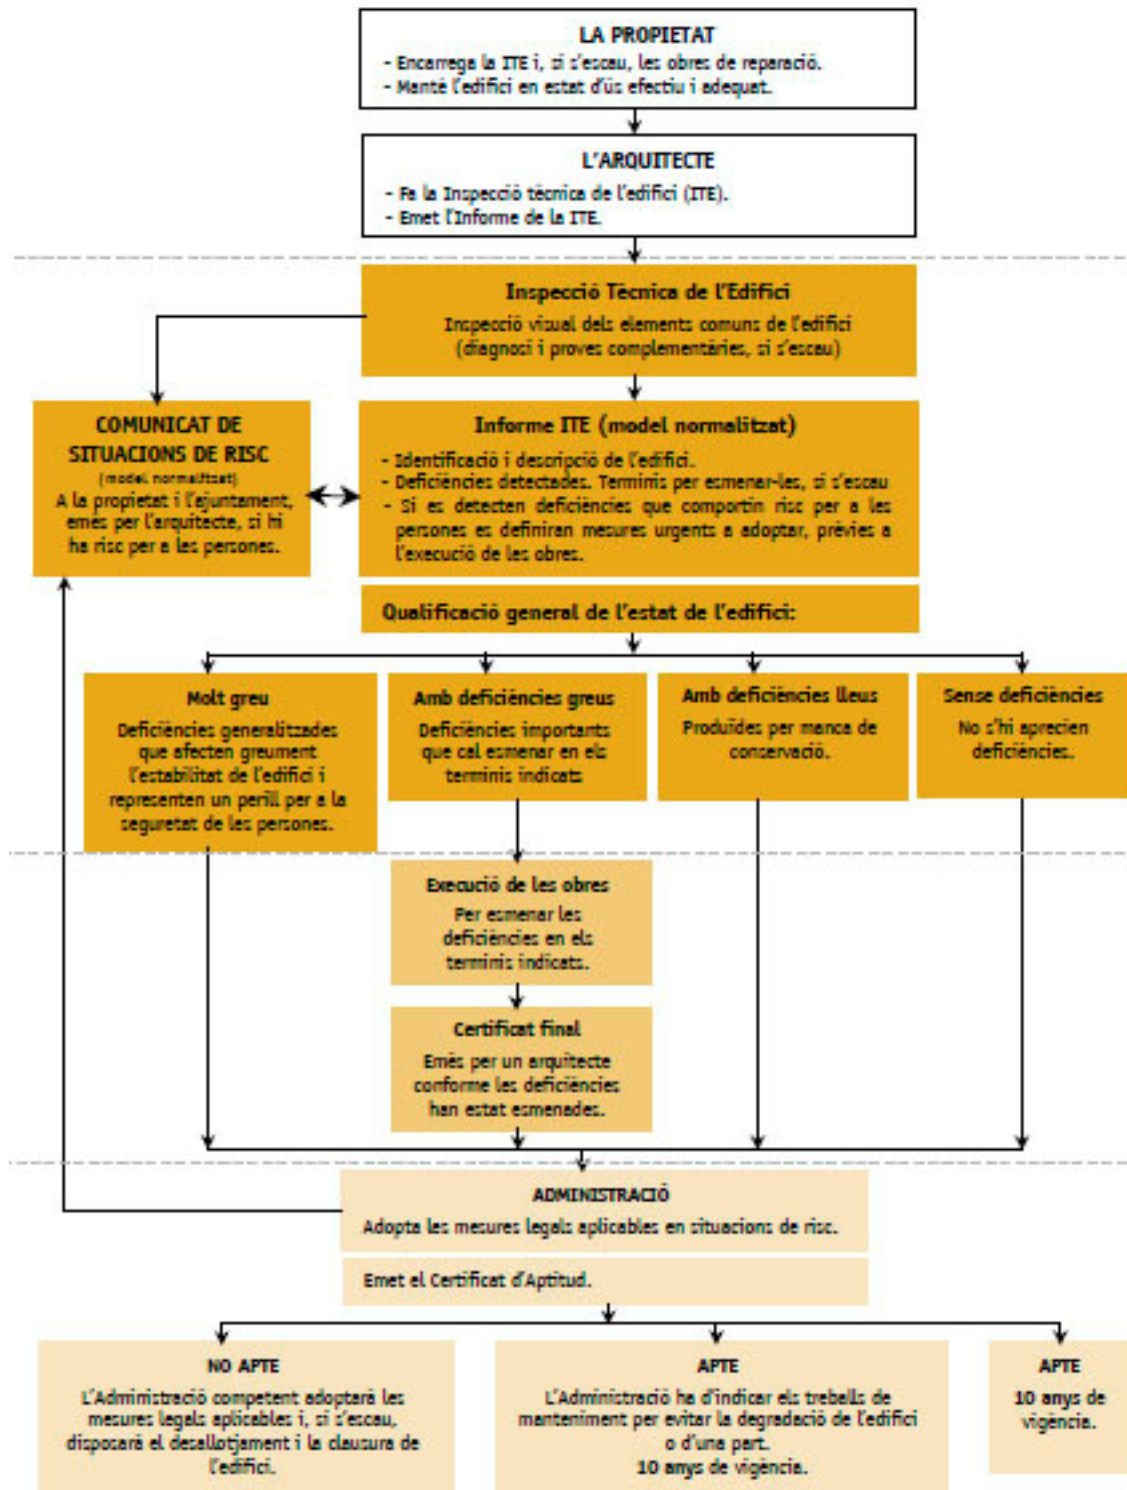 LA PROPIETAT
- Encarrega la ITE i, si s'escau, les obres de reparació.
- Manté l'edifici en estat d'ús efectiu i adequat.
L'ARQUITECTE
- Fa la Inspecció tècnica de l'edifici (ITE).
- Emet l'Informe de la ITE.
Inspecció Tècnica de l'Edifici
Inspecció visual dels elements comuns de l'edifici
(diagnosi i proves complementàries, si s'escau)
COMUNICAT DE
SITUACIONS DE RISC
(model normalitzat)
A la propietat i l'ajuntament,
emès per l'arquitecte, si hi
ha risc per a les persones.
Informe ITE (model normalitzat)
- Identificació i descripció de l'edifici.
- Deficiències detectades. Terminis per esmenar-les, si s'escau
- Si es detecten deficiències que comportin risc per a les
persones es definiran mesures urgents a adoptar, prèvies a
l'execució de les obres.
Qualificació general de l'estat de l'edifici:
Molt greu
Deficiències generalitzades
que afecten greument
l'estabilitat de l'edifici i
representen un perill per a la
seguretat de les persones.
Amb deficiències greus
Deficiències importants
que cal esmenar en els
terminis indicats
Amb deficiències lleus
Produïdes per manca de
conservació.
Sense deficiències
No s'hi aprecien
deficiències.
Execució de les obres
Per esmenar les
deficiències en els
terminis indicats.
Certificat final
Emès per un arquitecte
conforme les deficiències
han estat esmenades.
ADMINISTRACIÓ
Adopta les mesures legals aplicables en situacions de risc.
Emet el Certificat d'Aptitud.
NO APTE
L'Administració competent adoptarà les
mesures legals aplicables i, si s'escau,
disposarà el desallotjament i la clausura de
l'edifici.
APTE
L'Administració ha d'indicar els treballs de
manteniment per evitar la degradació de l'edifici
o d'una part.
10 anys de vigència.
APTE
10 anys de
vigència.